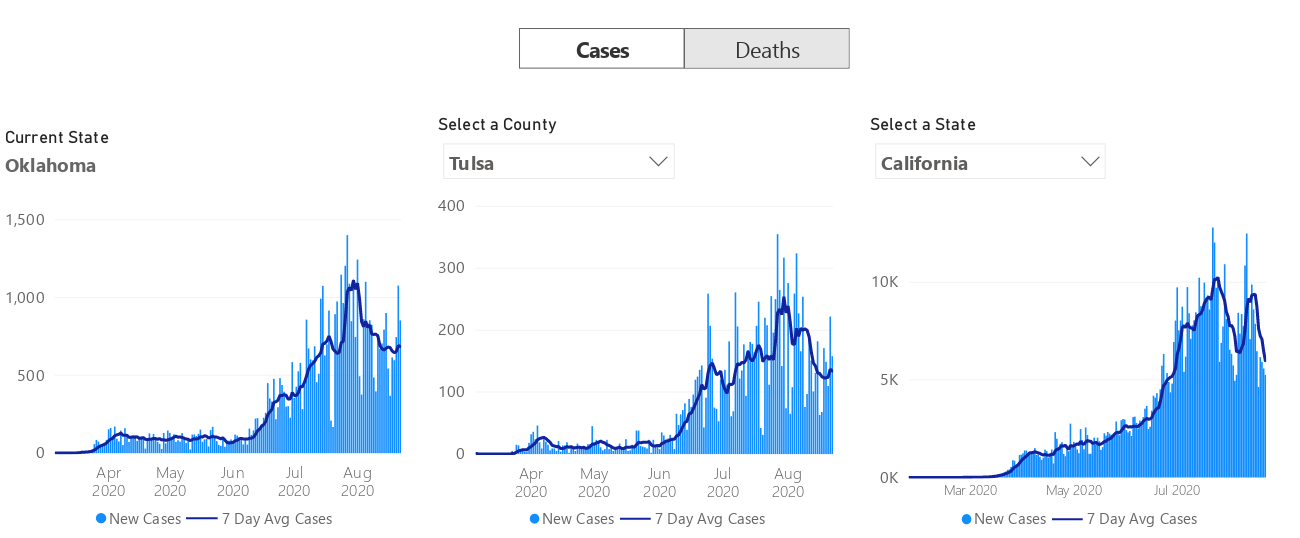 Cases Deaths
Current State
Oklahoma
1,500
1,000
500
0
Apr 2020
May 2020
Jun 2020
Jul 2020
Aug 2020
New Cases 7 Day Avg Cases
Select a County
Tulsa
400
300
200
100
0
Apr 2020
May 2020
Jun 2020
Jul 2020
Aug 2020
New Cases 7 Day Avg Cases
Select a State
California
10K
5K
0K
Mar 2020 May 2020 Jul 2020
New Cases 7 Day Avg Cases